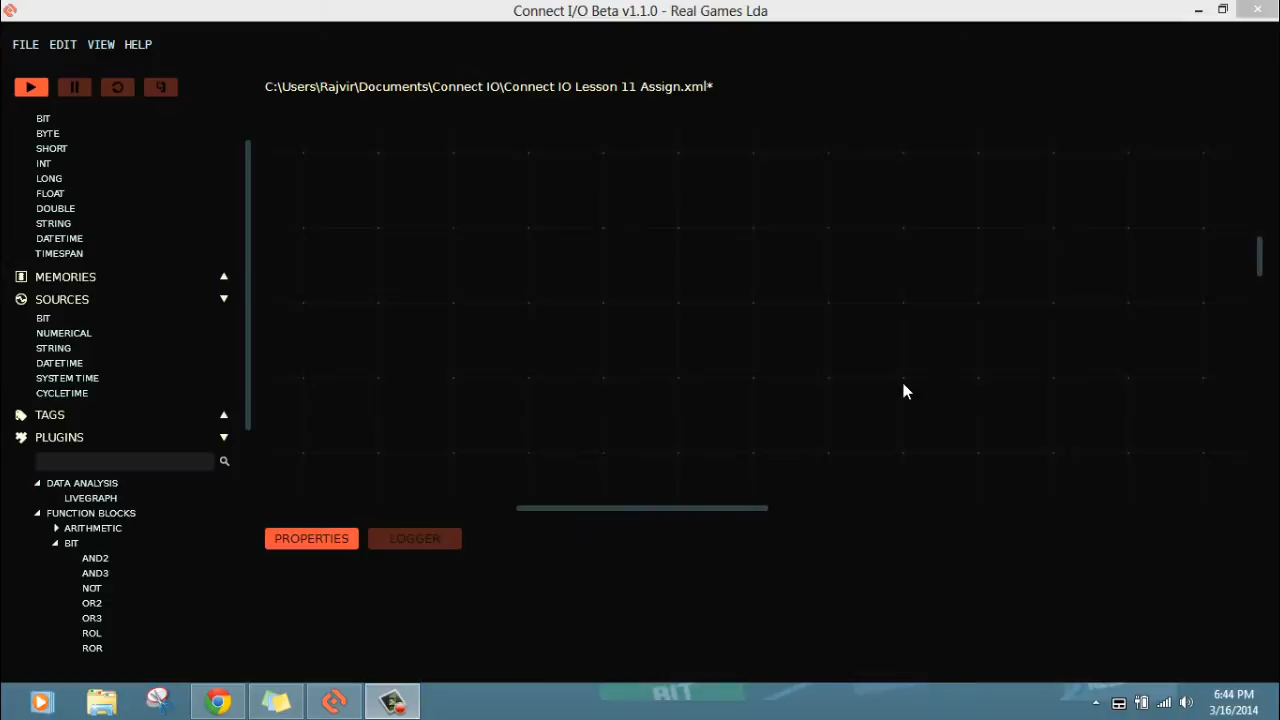 Connect I/O Beta v1.1.0 - Real Games Lda
FILE EDIT VIEW HELP
C:\Users\Rajvir\Documents\Connect IO\Connect IO Lesson 11 Assign.xml*
BIT
BYTE
SHORT
INT
LONG
FLOAT
DOUBLE
STRING
DATETIME
TIMESPAN
MEMORIES
SOURCES
BIT
NUMERICAL
STRING
DATETIME
SYSTEM TIME
CYCLETIME
TAGS
PLUGINS
DATA ANALYSIS
LIVEGRAPH
FUNCTION BLOCKS
ARITHMETIC
BIT
AND2
AND3
NOT
OR2
OR3
ROL
ROR
PROPERTIES
LOGGER
BIT
6:44 PM
3/16/2014